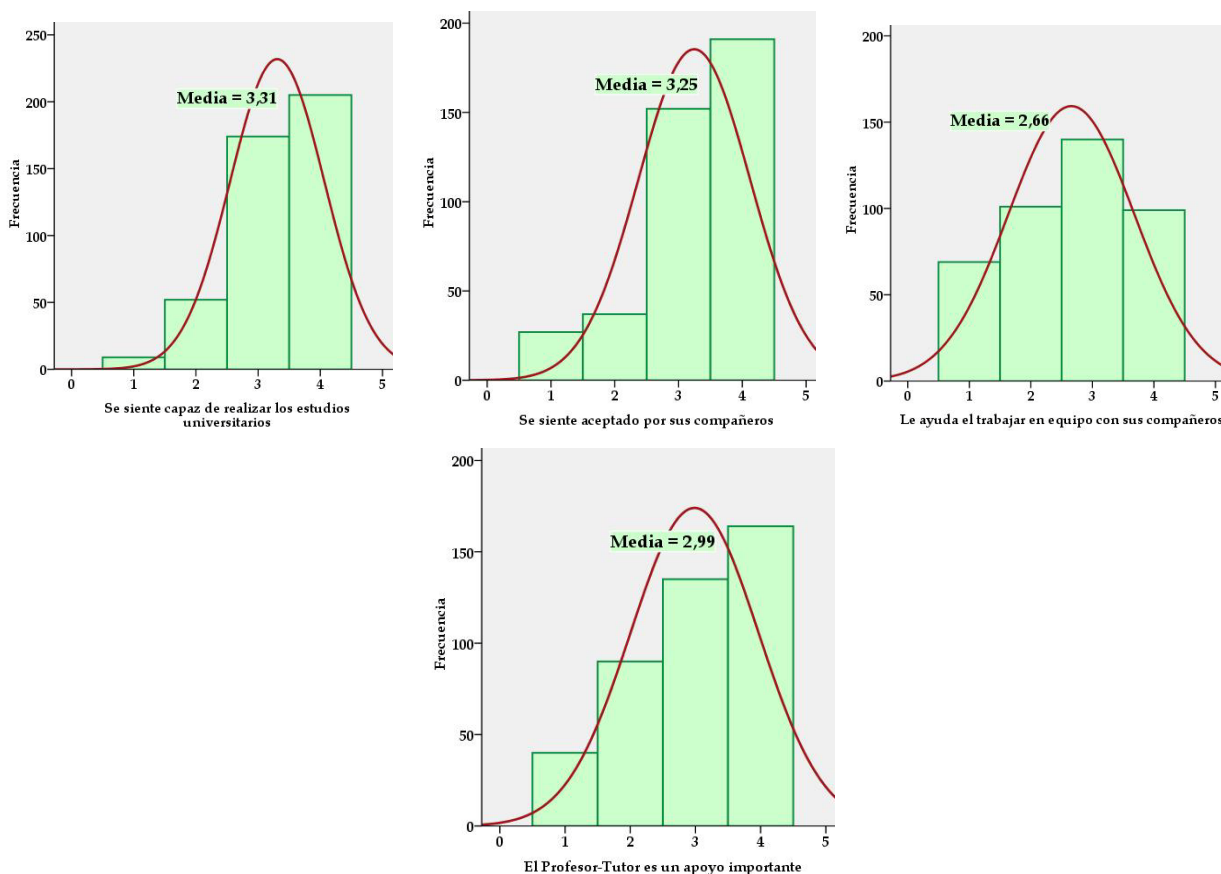 250
200
150
100
50
0
Frecuencia
Media = 3,31
0 1 2 3 4 5
Se siente capaz de realizar los estudios
universitarios
200
150
100
50
0
Frecuencia
Media = 3,25
0 1 2 3 4 5
Se siente aceptado por sus compañeros
200
150
100
50
0
Frecuencia
Media = 2,66
0 1 2 3 4 5
Le ayuda el trabajar en equipo con sus compañeros
200
150
100
50
0
Frecuencia
Media = 2,99
0 1 2 3 4 5
El Profesor-Tutor es un apoyo importante